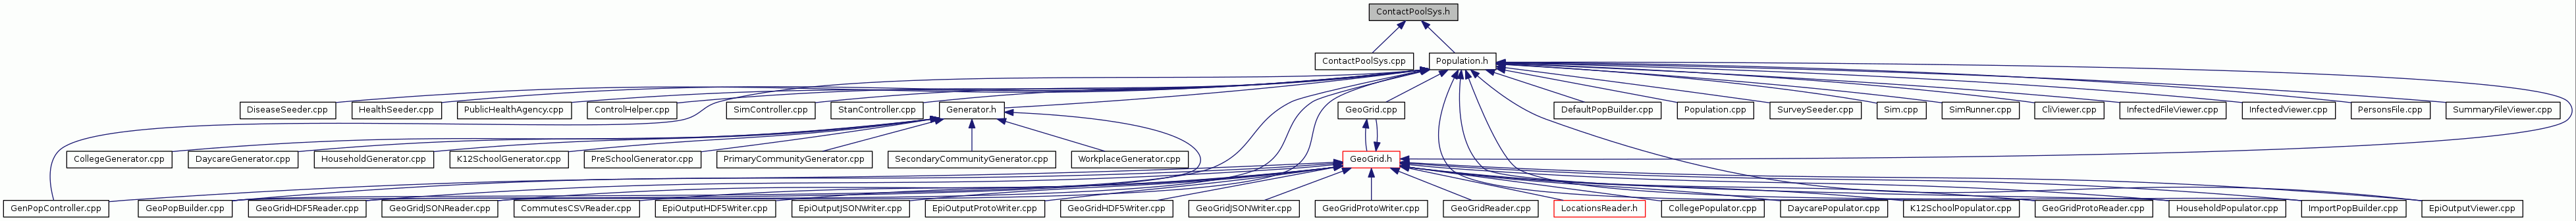 ContactPoolSys.h
ContactPoolSys.cpp
Population.h
DiseaseSeeder.cpp
HealthSeeder.cpp
PublicHealthAgency.cpp
ControlHelper.cpp
SimController.cpp
StanController.cpp
Generator.h
GeoGrid.cpp
DefaultPopBuilder.cpp
Population.cpp
SurveySeeder.cpp
Sim.cpp
SimRunner.cpp
CliViewer.cpp
InfectedFileViewer.cpp
InfectedViewer.cpp
PersonsFile.cpp
SummaryFileViewer.cpp
CollegeGenerator.cpp
DaycareGenerator.cpp
HouseholdGenerator.cpp
K12SchoolGenerator.cpp
PreSchoolGenerator.cpp
PrimaryCommunityGenerator.cpp
SecondaryCommunityGenerator.cpp
WorkplaceGenerator.cpp
GeoGrid.h
GenPopController.cpp
GeoPopBuilder.cpp
GeoGridHDF5Reader.cpp
GeoGridJSONReader.cpp
CommutesCSVReader.cpp
EpiOutputHDF5Writer.cpp
EpiOutputJSONWriter.cpp
EpiOutputProtoWriter.cpp
GeoGridHDF5Writer.cpp
GeoGridJSONWriter.cpp
GeoGridProtoWriter.cpp
GeoGridReader.cpp
LocationsReader.h
CollegePopulator.cpp
DaycarePopulator.cpp
K12SchoolPopulator.cpp
GeoGridProtoReader.cpp
HouseholdPopulator.cpp
ImportPopBuilder.cpp
EpiOutputViewer.cpp